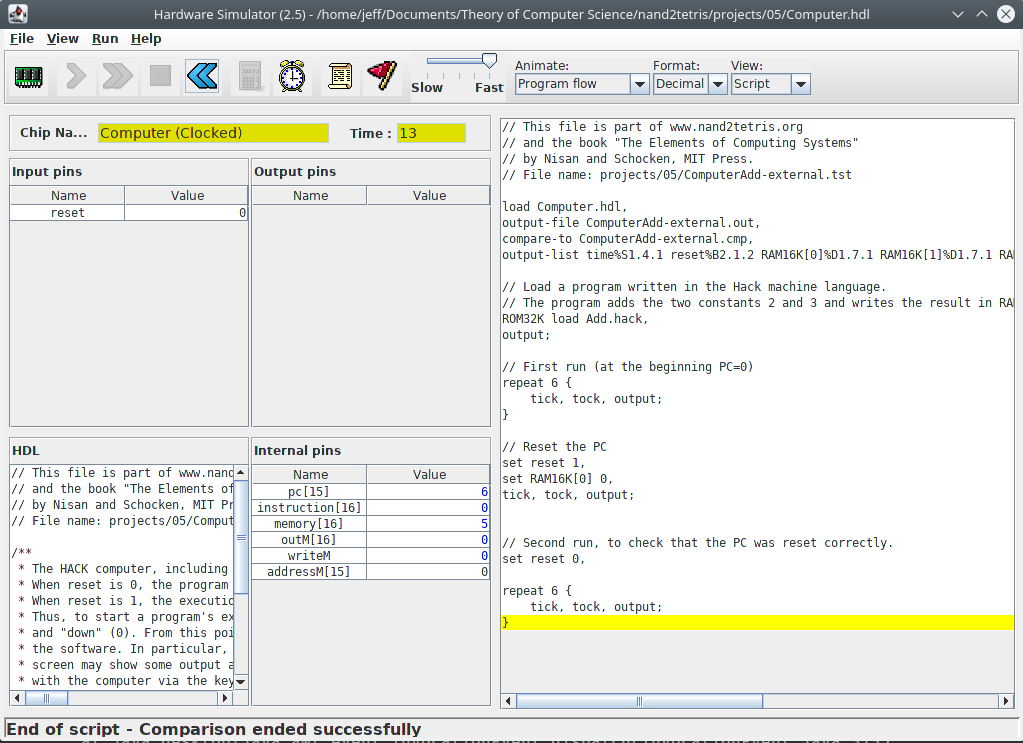 Hardware Simulator (2.5) - /home/jeff/Documents/Theory of Computer Science/nand2tetris/projects/05/Computer.hdl
File View Run Help
Slow Fast
Animate: Format: View:
Program flow Decimal Script
Chip Na... Computer (Clocked) Time : 13
Input pins
Name Value
reset 0
Output pins
Name Value
HDL
// This file is part of www.nand
// and the book "The Elements of
// by Nisan and Schocken, MIT Pr
// File name: projects/05/Comput
/**
* The HACK computer, including
* When reset is 0, the program
* When reset is 1, the executio
* Thus, to start a program's ex
* and "down" (0). From this poi
* the software. In particular,
* screen may show some output a
* with the computer via the key
Internal pins
Name Value
pc[15] 6
instruction[16] 0
memory[16] 5
outM[16] 0
writeM 0
addressM[15] 0
// This file is part of www.nand2tetris.org
// and the book "The Elements of Computing Systems"
// by Nisan and Schocken, MIT Press.
// File name: projects/05/ComputerAdd-external.tst
load Computer.hdl,
output-file ComputerAdd-external.out,
compare-to ComputerAdd-external.cmp,
output-list time%S1.4.1 reset%B2.1.2 RAM16K[0]%D1.7.1 RAM16K[1]%D1.7.1 RA
// Load a program written in the Hack machine language.
// The program adds the two constants 2 and 3 and writes the result in RA
ROM32K load Add.hack,
output;
// First run (at the beginning PC=0)
repeat 6 {
tick, tock, output;
}
// Reset the PC
set reset 1,
set RAM16K[0] 0,
tick, tock, output;
// Second run, to check that the PC was reset correctly.
set reset 0,
repeat 6 {
tick, tock, output;
}
End of script - Comparison ended successfully